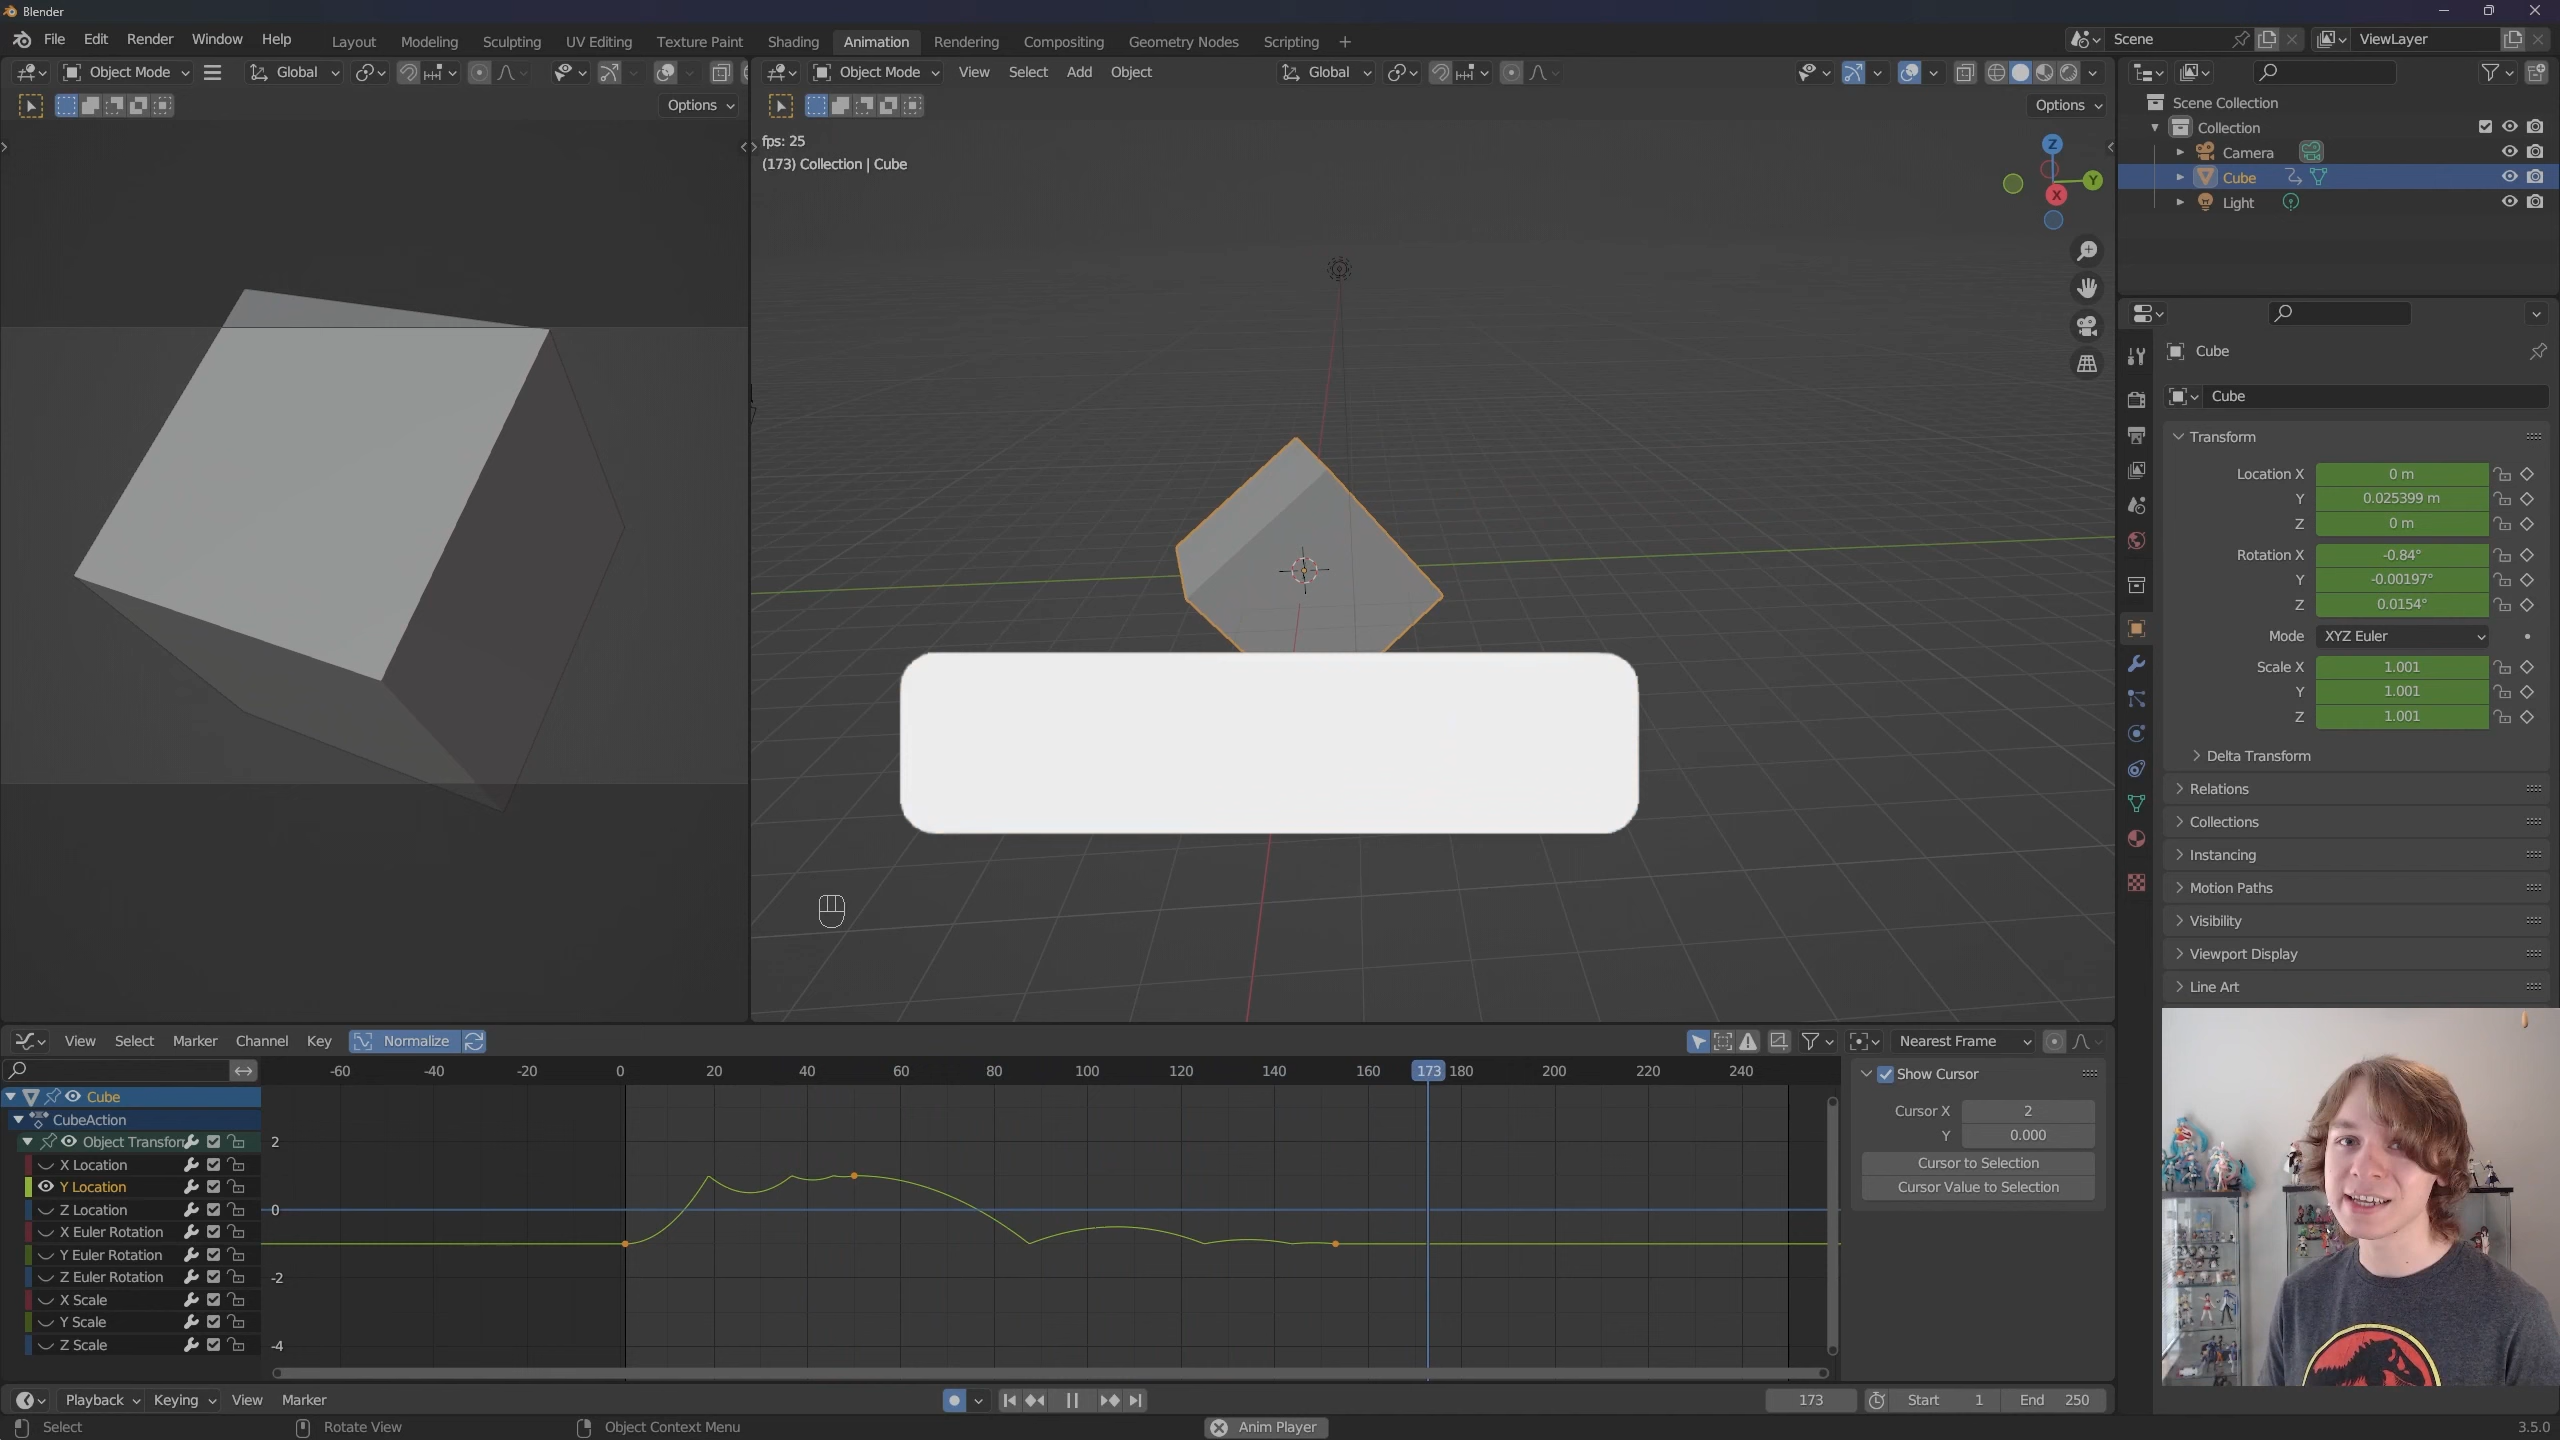 Blender
File Edit Render Window Help Layout Modeling Sculpting UV Editing Texture Paint Shading Animation Rendering Compositing Geometry Nodes Scripting + Scene ViewLayer
Object Mode Global Object Mode View Select Add Object Global
Options Options
fps: 25
(173) Collection | Cube
Z
Y
X
Scene Collection
Collection
Camera
Cube
Light
Cube
Cube
Transform
Location X 0 m
Y 0.025399 m
Z 0 m
Rotation X -0.84°
Y -0.00197°
Z 0.0154°
Mode XYZ Euler
Scale X 1.001
Y 1.001
Z 1.001
Delta Transform
Relations
Collections
Instancing
Motion Paths
Visibility
Viewport Display
Line Art
View Select Marker Channel Key Normalize Nearest Frame
-60 -40 -20 0 20 40 60 80 100 120 140 160 173 180 200 220 240
Cube
CubeAction
Object Transfor
X Location
Y Location
Z Location
X Euler Rotation
Y Euler Rotation
Z Euler Rotation
X Scale
Y Scale
Z Scale
2
0
-2
-4
Show Cursor
Cursor X 2
Y 0.000
Cursor to Selection
Cursor Value to Selection
Playback Keying View Marker 173 Start 1 End 250
Select Rotate View Object Context Menu Anim Player 3.5.0